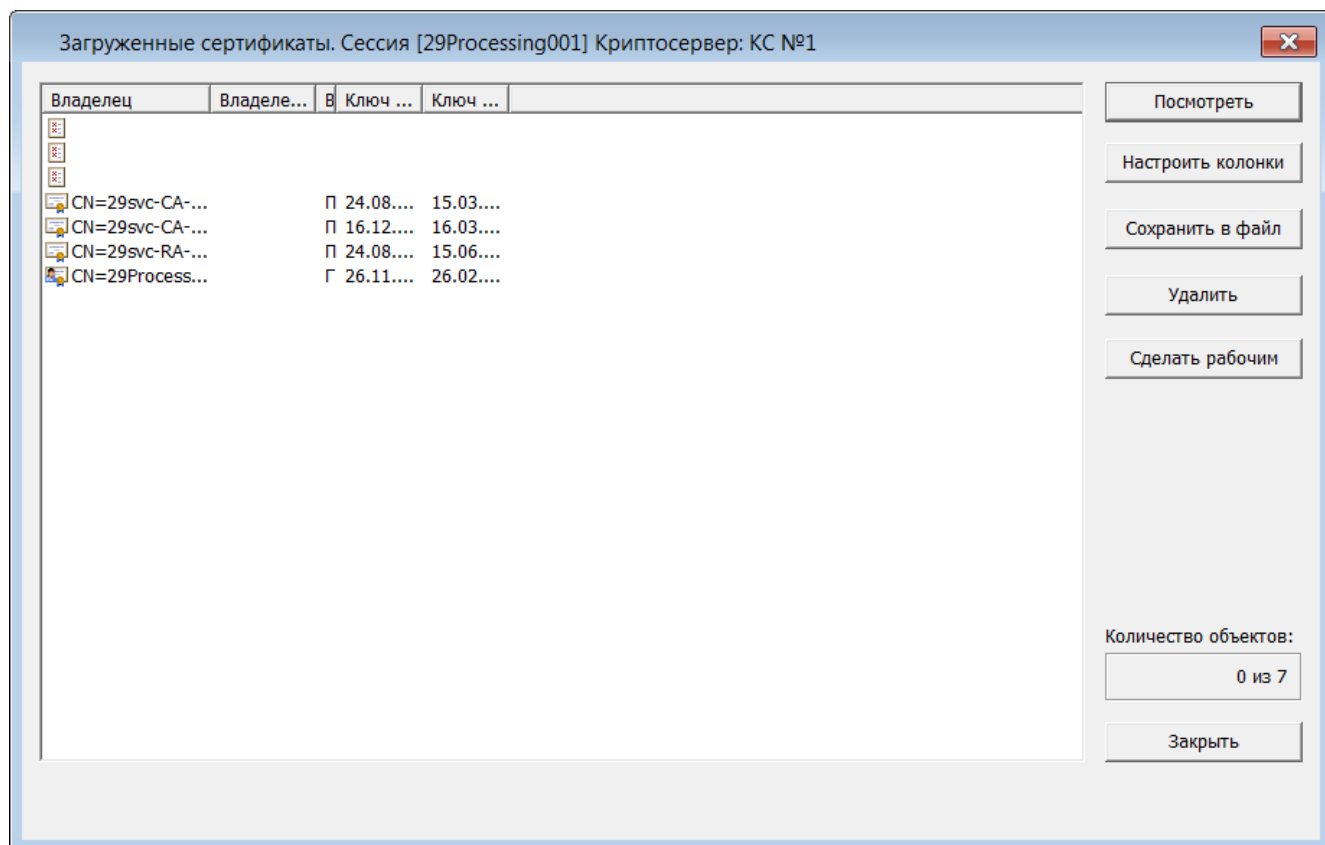 Загруженные сертификаты. Сессия [29Processing001] Криптосервер: КС №1
Владелец Владеле... В Ключ ... Ключ ...
CN=29svc-CA-... П 24.08.... 15.03....
CN=29svc-CA-... П 16.12.... 16.03....
CN=29svc-RA-... П 24.08.... 15.06....
CN=29Process... Г 26.11.... 26.02....
Посмотреть
Настроить колонки
Сохранить в файл
Удалить
Сделать рабочим
Количество объектов:
0 из 7
Закрыть